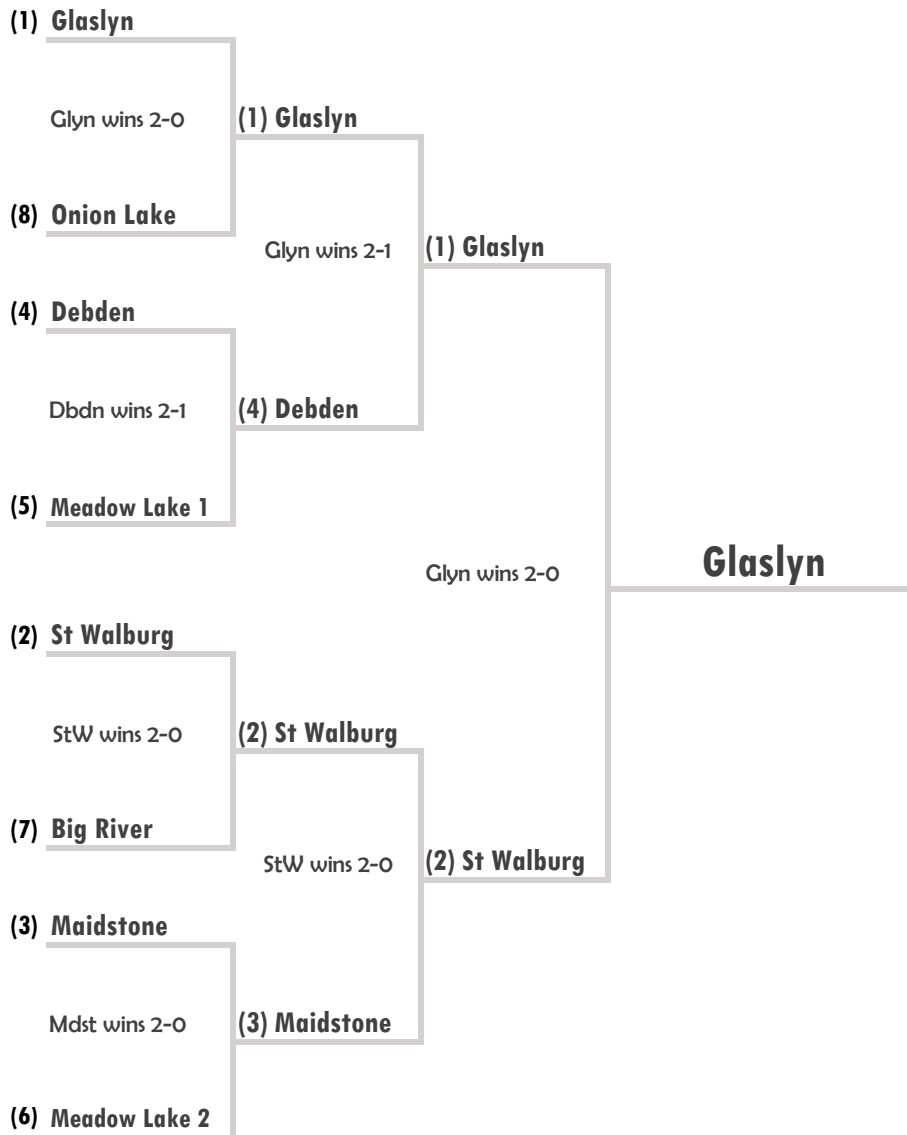 (1) Glaslyn
Glyn wins 2-0
(1) Glaslyn
(8) Onion Lake
Glyn wins 2-1
(1) Glaslyn
(4) Debden
Dbdn wins 2-1
(4) Debden
(5) Meadow Lake 1
Glyn wins 2-0
Glaslyn
(2) St Walburg
StW wins 2-0
(2) St Walburg
(7) Big River
StW wins 2-0
(2) St Walburg
(3) Maidstone
Mdst wins 2-0
(3) Maidstone
(6) Meadow Lake 2